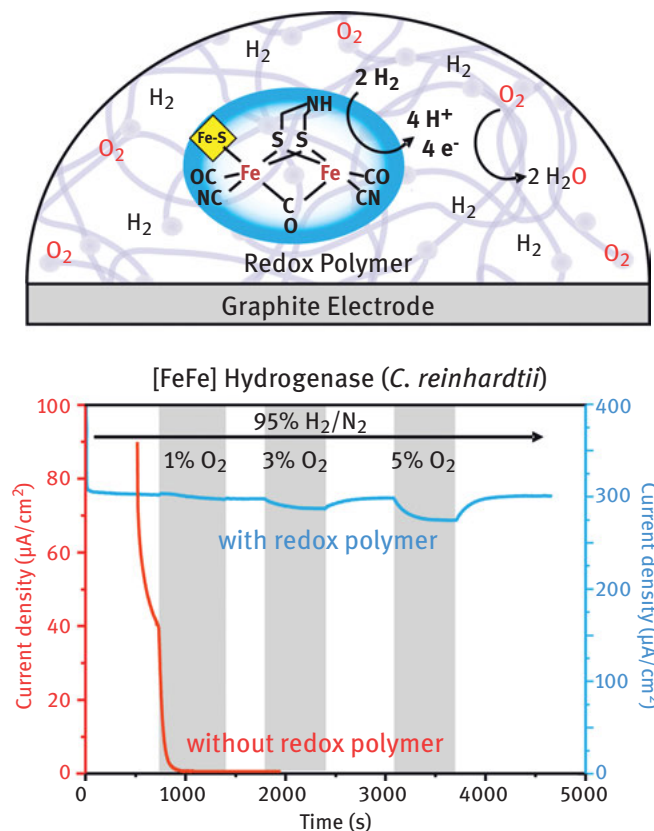 O₂
H₂
H₂
O₂
2 H₂
H₂
O₂
NH
4 H⁺
4 e⁻
Fe-S
S S
O₂
Fe Fe
OC CO
NC CN
2 H₂O
C
O
H₂
H₂
H₂
O₂
O₂
Redox Polymer
Graphite Electrode
[FeFe] Hydrogenase (C. reinhardtii)
100
400
95% H₂/N₂
1% O₂ 3% O₂ 5% O₂
80
300
with redox polymer
60
200
40
100
20
without redox polymer
0
0
Current density (µA/cm²)
Current density (µA/cm²)
0 1000 2000 3000 4000 5000
Time (s)